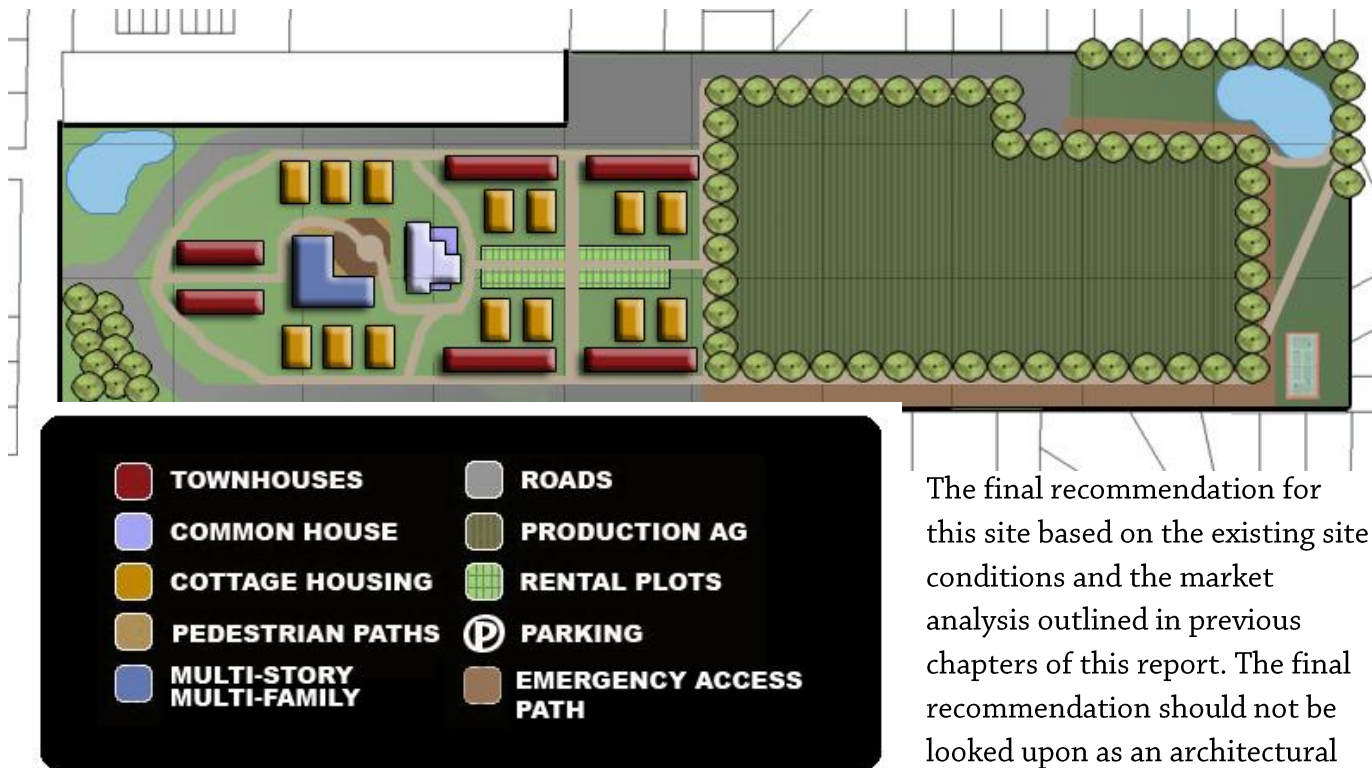 TOWNHOUSES
COMMON HOUSE
COTTAGE HOUSING
PEDESTRIAN PATHS
MULTI-STORY
MULTI-FAMILY
ROADS
PRODUCTION AG
RENTAL PLOTS
P PARKING
EMERGENCY ACCESS
PATH
The final recommendation for
this site based on the existing site
conditions and the market
analysis outlined in previous
chapters of this report. The final
recommendation should not be
looked upon as an architectural